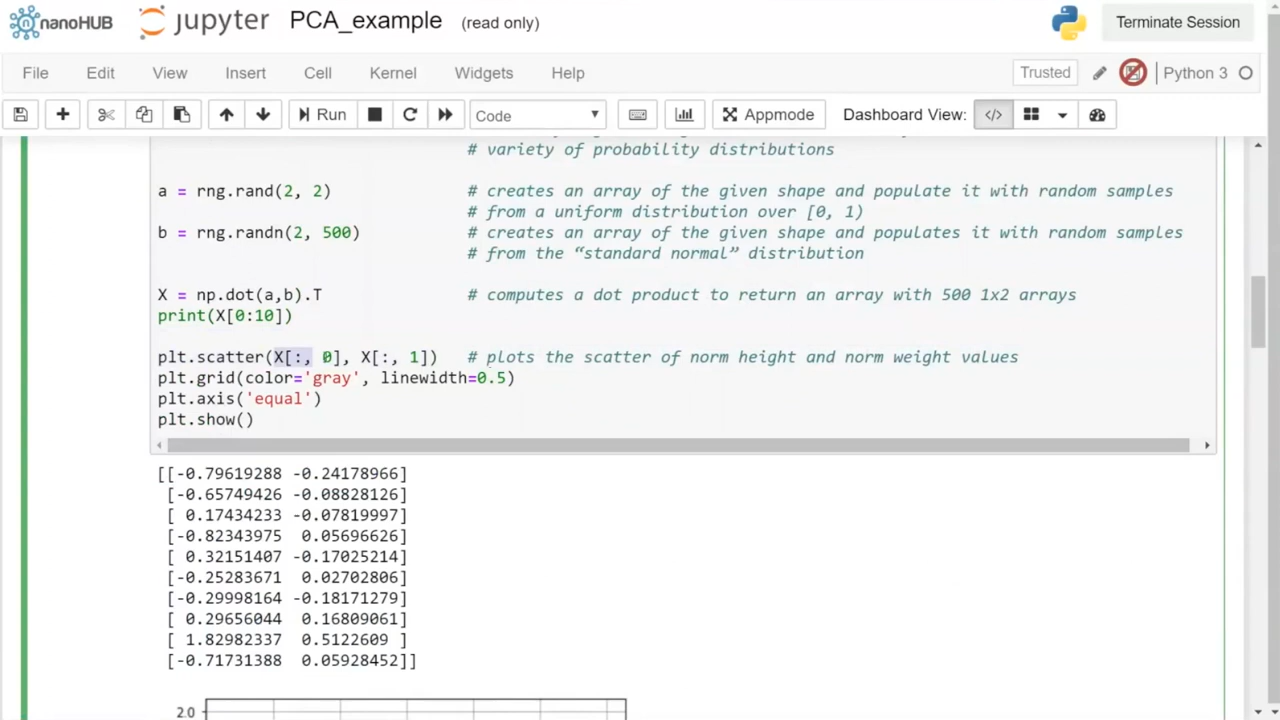 nanoHUB jupyter PCA_example (read only) Terminate Session
File Edit View Insert Cell Kernel Widgets Help Trusted Python 3
Run Code Appmode Dashboard View: </>
# variety of probability distributions
a = rng.rand(2, 2) # creates an array of the given shape and populate it with random samples
# from a uniform distribution over [0, 1)
b = rng.randn(2, 500) # creates an array of the given shape and populates it with random samples
# from the “standard normal” distribution
X = np.dot(a,b).T # computes a dot product to return an array with 500 1x2 arrays
print(X[0:10])
plt.scatter(X[:, 0], X[:, 1]) # plots the scatter of norm height and norm weight values
plt.grid(color='gray', linewidth=0.5)
plt.axis('equal')
plt.show()
[[-0.79619288 -0.24178966]
[-0.65749426 -0.08828126]
[ 0.17434233 -0.07819997]
[-0.82343975 0.05696626]
[ 0.32151407 -0.17025214]
[-0.25283671 0.02702806]
[-0.29998164 -0.18171279]
[ 0.29656044 0.16809061]
[ 1.82982337 0.5122609 ]
[-0.71731388 0.05928452]]
2.0